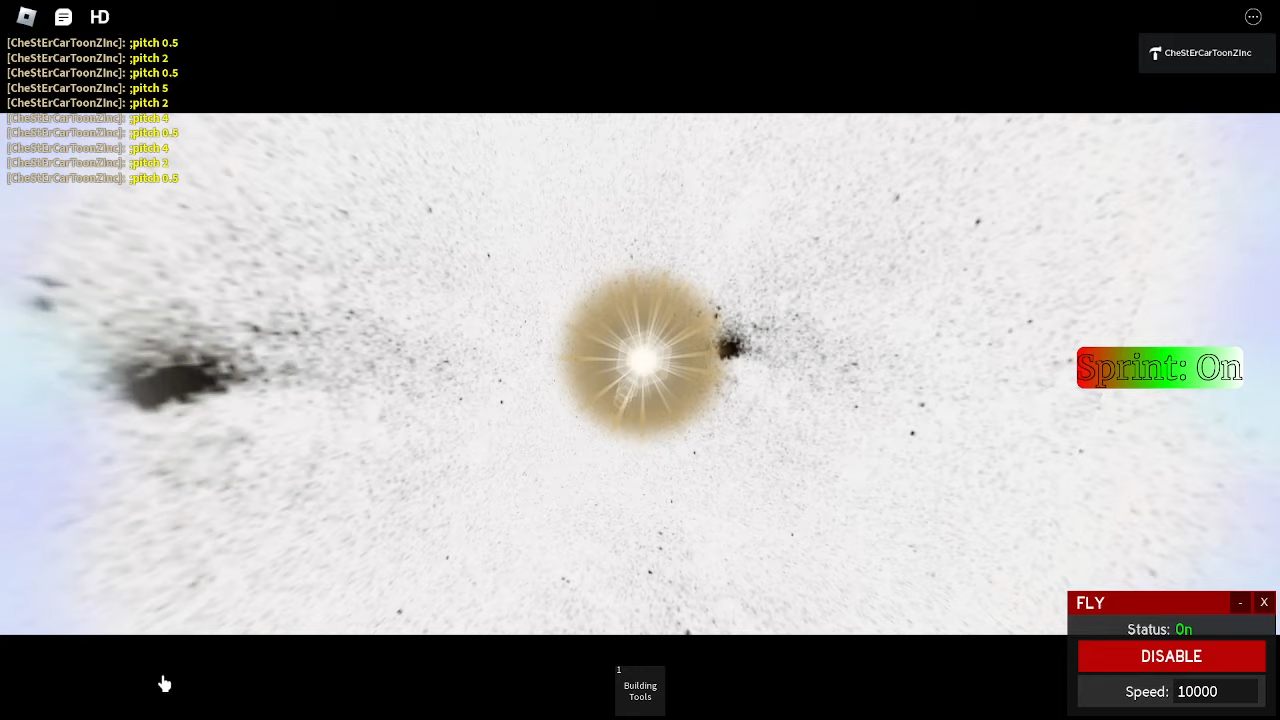 HD
[CheStErCarToonZInc]: ;pitch 0.5
[CheStErCarToonZInc]: ;pitch 2
[CheStErCarToonZInc]: ;pitch 0.5
[CheStErCarToonZInc]: ;pitch 5
[CheStErCarToonZInc]: ;pitch 2
[CheStErCarToonZInc]: ;pitch 4
[CheStErCarToonZInc]: ;pitch 0.5
[CheStErCarToonZInc]: ;pitch 4
[CheStErCarToonZInc]: ;pitch 2
[CheStErCarToonZInc]: ;pitch 0.5
CheStErCarToonZInc
Sprint: On
FLY - X
Status: On
DISABLE
Speed: 10000
1
Building
Tools